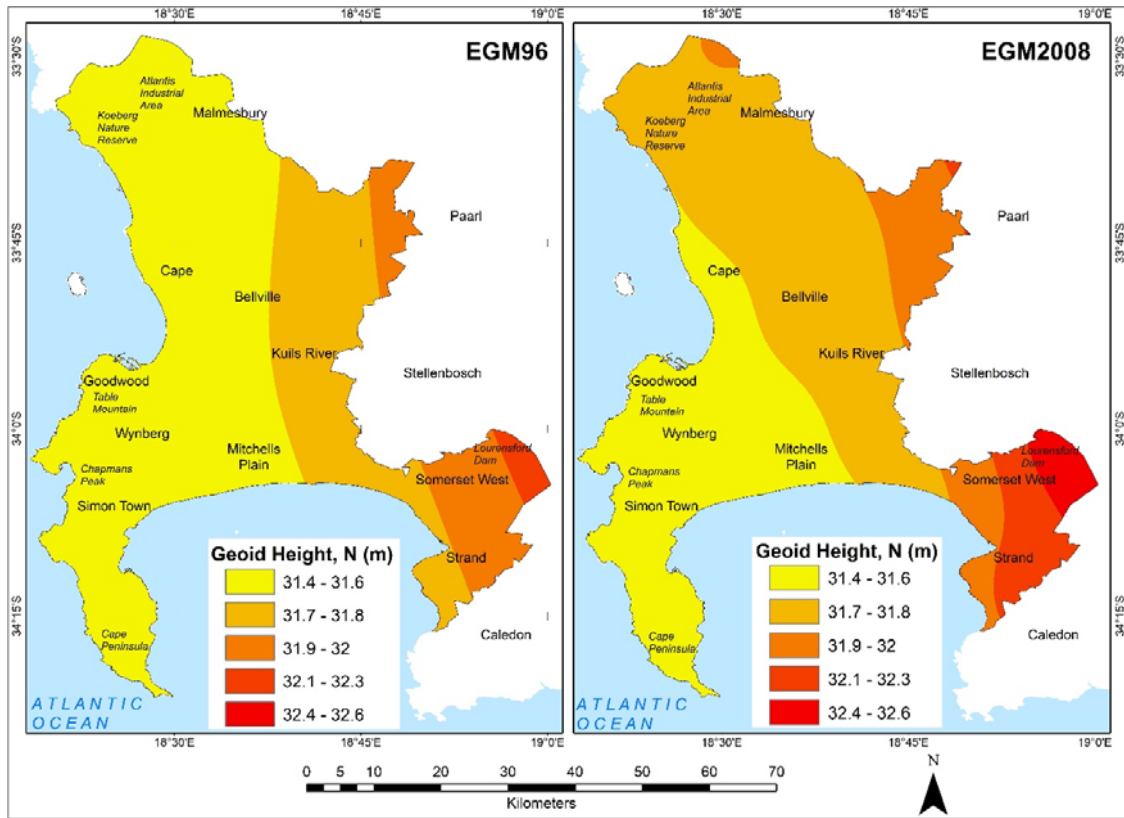 18°30'E
18°45'E
19°0'E
33°30'S
33°45'S
34°0'S
34°15'S
EGM96
Atlantis
Industrial
Area
Malmesbury
Koeberg
Nature
Reserve
Paarl
Cape
Bellville
Kuils River
Stellenbosch
Goodwood
Table
Mountain
Wynberg
Mitchells
Plain
Lourensford
Dam
Chapmans
Peak
Somerset West
Simon Town
Strand
Cape
Peninsula
Caledon
ATLANTIC
OCEAN
Geoid Height, N (m)
31.4 - 31.6
31.7 - 31.8
31.9 - 32
32.1 - 32.3
32.4 - 32.6
18°30'E
18°45'E
19°0'E
18°30'E
18°45'E
19°0'E
EGM2008
Atlantis
Industrial
Area
Malmesbury
Koeberg
Nature
Reserve
Paarl
Cape
Bellville
Kuils River
Stellenbosch
Goodwood
Table
Mountain
Wynberg
Mitchells
Plain
Lourensford
Dam
Chapmans
Peak
Somerset West
Simon Town
Strand
Cape
Peninsula
Caledon
ATLANTIC
OCEAN
Geoid Height, N (m)
31.4 - 31.6
31.7 - 31.8
31.9 - 32
32.1 - 32.3
32.4 - 32.6
33°30'S
33°45'S
34°0'S
34°15'S
18°30'E
18°45'E
19°0'E
0 5 10 20 30 40 50 60 70
Kilometers
N